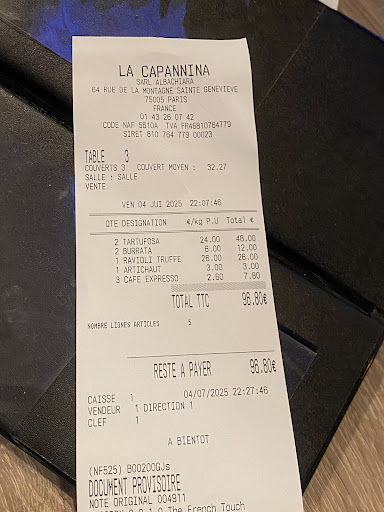 LA CAPANNINA
SARL ALBACHIARA
64 RUE DE LA MONTAGNE SAINTE GENEVIEVE
75005 PARIS
FRANCE
01 43 26 07 42
CODE NAF 5610A TVA FR46810764779
SIRET 810 764 779 00023
TABLE 3
COUVERTS 3 COUVERT MOYEN : 32.27
SALLE : SALLE
VENTE
VEN 04 JUI 2025 22:07:46
QTE DESIGNATION €/kg P.U Total €
2 TARTUFOSA 24.00 48.00
2 BURRATA 6.00 12.00
1 RAVIOLI TRUFFE 26.00 26.00
1 ARTICHAUT 3.00 3.00
3 CAFE EXPRESSO 2.60 7.80
TOTAL TTC 96.80€
NOMBRE LIGNES ARTICLES 5
RESTE A PAYER 96.80€
CAISSE 1 04/07/2025 22:27:46
VENDEUR 1 DIRECTION 1
CLEF 1
A BIENTOT
(NF525) B00200GJs
DOCUMENT PROVISOIRE
NOTE ORIGINAL 004911
The French Touch